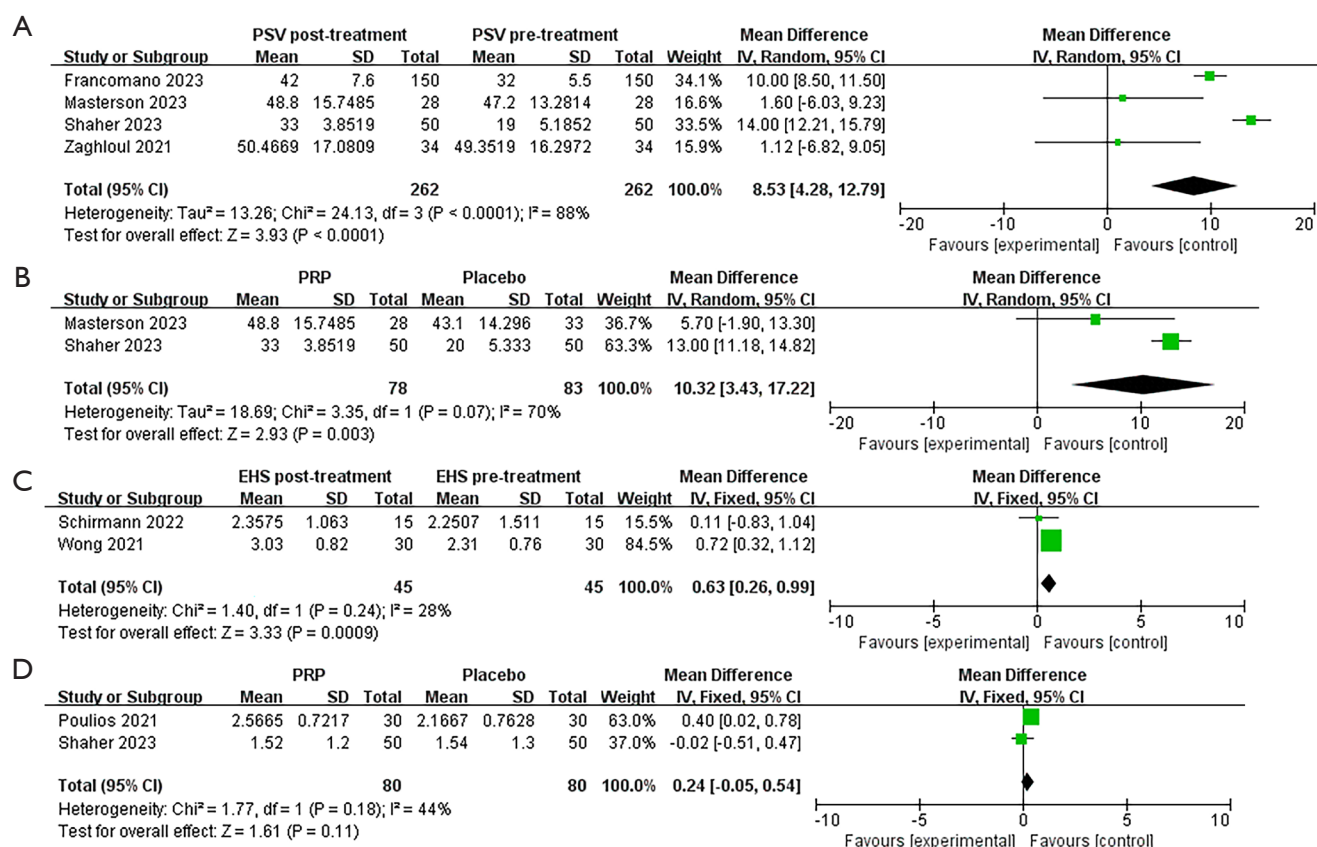 A
PSV post-treatment PSV pre-treatment Mean Difference Mean Difference
Study or Subgroup Mean SD Total Mean SD Total Weight IV, Random, 95% CI IV, Random, 95% CI
Francomano 2023 42 7.6 150 32 5.5 150 34.1% 10.00 [8.50, 11.50]
Masterson 2023 48.8 15.7485 28 47.2 13.2814 28 16.6% 1.60 [-6.03, 9.23]
Shaher 2023 33 3.8519 50 19 5.1852 50 33.5% 14.00 [12.21, 15.79]
Zaghloul 2021 50.4669 17.0809 34 49.3519 16.2972 34 15.9% 1.12 [-6.82, 9.05]
Total (95% CI) 262 262 100.0% 8.53 [4.28, 12.79]
Heterogeneity: Tau² = 13.26; Chi² = 24.13, df = 3 (P < 0.0001); I² = 88%
Test for overall effect: Z = 3.93 (P < 0.0001)
-20 -10 0 10 20
Favours [experimental] Favours [control]
B
PRP Placebo Mean Difference Mean Difference
Study or Subgroup Mean SD Total Mean SD Total Weight IV, Random, 95% CI IV, Random, 95% CI
Masterson 2023 48.8 15.7485 28 43.1 14.296 33 36.7% 5.70 [-1.90, 13.30]
Shaher 2023 33 3.8519 50 20 5.333 50 63.3% 13.00 [11.18, 14.82]
Total (95% CI) 78 83 100.0% 10.32 [3.43, 17.22]
Heterogeneity: Tau² = 18.69; Chi² = 3.35, df = 1 (P = 0.07); I² = 70%
Test for overall effect: Z = 2.93 (P = 0.003)
-20 -10 0 10 20
Favours [experimental] Favours [control]
C
EHS post-treatment EHS pre-treatment Mean Difference Mean Difference
Study or Subgroup Mean SD Total Mean SD Total Weight IV, Fixed, 95% CI IV, Fixed, 95% CI
Schirmann 2022 2.3575 1.063 15 2.2507 1.511 15 15.5% 0.11 [-0.83, 1.04]
Wong 2021 3.03 0.82 30 2.31 0.76 30 84.5% 0.72 [0.32, 1.12]
Total (95% CI) 45 45 100.0% 0.63 [0.26, 0.99]
Heterogeneity: Chi² = 1.40, df = 1 (P = 0.24); I² = 28%
Test for overall effect: Z = 3.33 (P = 0.0009)
-10 -5 0 5 10
Favours [experimental] Favours [control]
D
PRP Placebo Mean Difference Mean Difference
Study or Subgroup Mean SD Total Mean SD Total Weight IV, Fixed, 95% CI IV, Fixed, 95% CI
Poulios 2021 2.5665 0.7217 30 2.1667 0.7628 30 63.0% 0.40 [0.02, 0.78]
Shaher 2023 1.52 1.2 50 1.54 1.3 50 37.0% -0.02 [-0.51, 0.47]
Total (95% CI) 80 80 100.0% 0.24 [-0.05, 0.54]
Heterogeneity: Chi² = 1.77, df = 1 (P = 0.18); I² = 44%
Test for overall effect: Z = 1.61 (P = 0.11)
-10 -5 0 5 10
Favours [experimental] Favours [control]